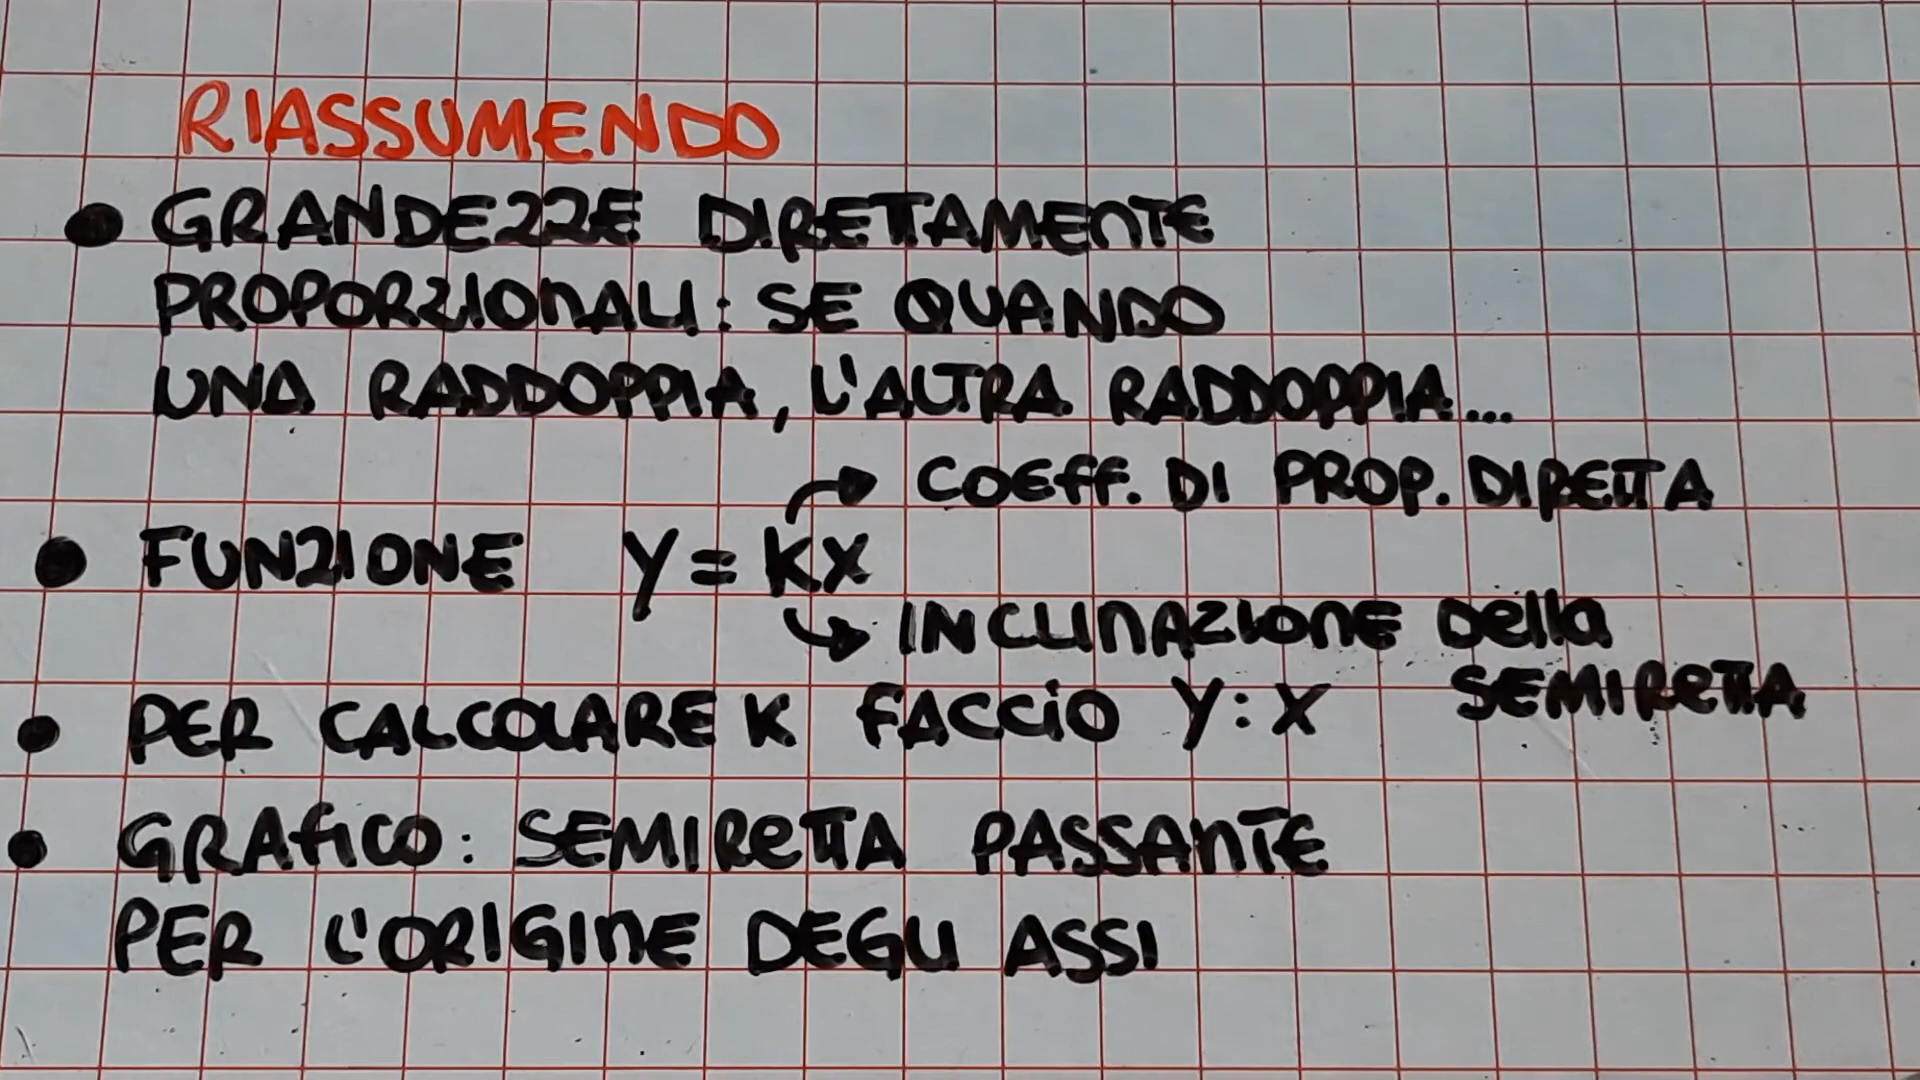 RIASSUMENDO
• GRANDEZZE DIRETTAMENTE
PROPORZIONALI: SE QUANDO
UNA RADDOPPIA, L'ALTRA RADDOPPIA...
COEFF. DI PROP. DIRETTA
• FUNZIONE Y = KX
INCLINAZIONE Della
SEMIReTTA
• PER CALCOLARE K FACCiO Y:X
• GRAfiCO: SEMIReTTA PASSAnTE
PER L'ORIGInE DEGLI ASSI